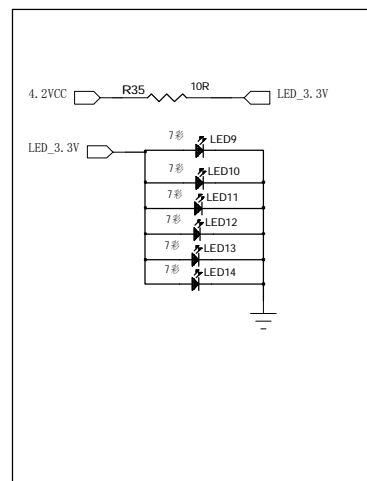 4.2VCC R35 10R LED_3.3V
LED_3.3V
7彩 LED9
7彩 LED10
7彩 LED11
7彩 LED12
7彩 LED13
7彩 LED14